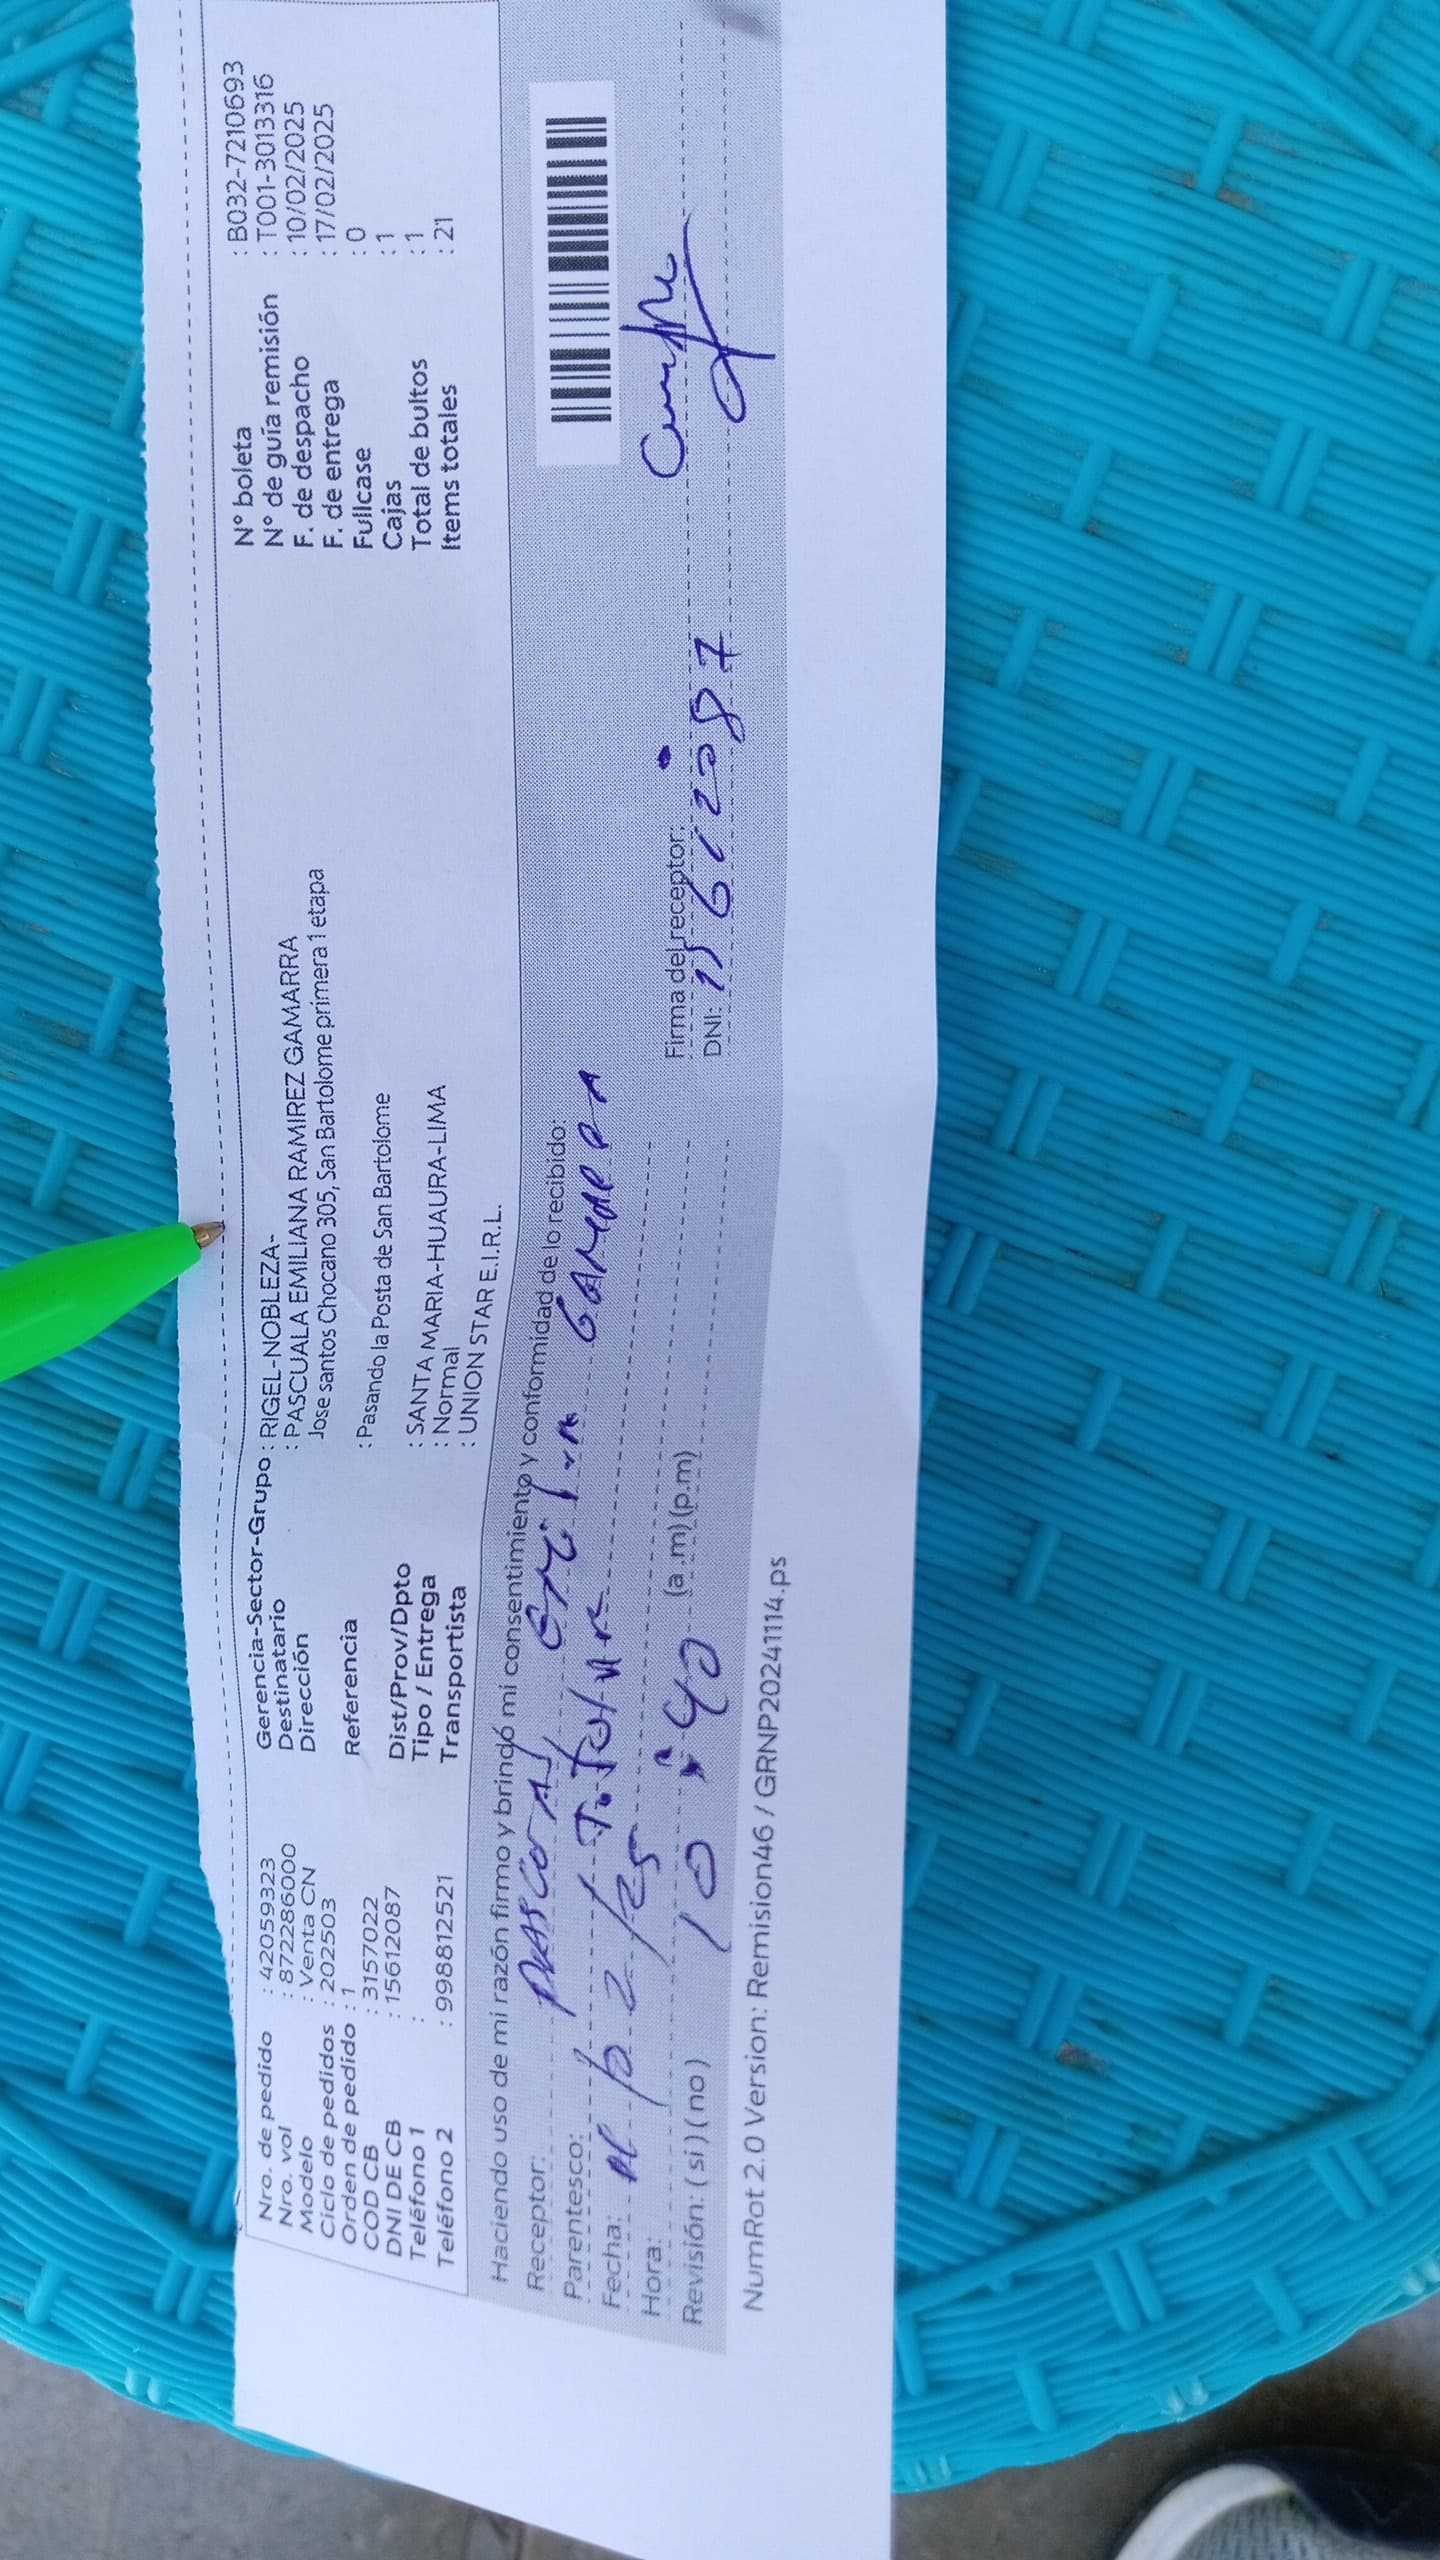 Nro. de pedido : 42059323
Nro. vol : 872286000
Modelo : Venta CN
Ciclo de pedidos : 202503
Orden de pedido : 1
COD CB : 3157022
DNI DE CB : 15612087
Teléfono 1 :
Teléfono 2 : 998812521
Gerencia-Sector-Grupo : RIGEL-NOBLEZA-
Destinatario : PASCUALA EMILIANA RAMIREZ GAMARRA
Dirección Jose santos Chocano 305, San Bartolome primera 1 etapa
Referencia : Pasando la Posta de San Bartolome
Dist/Prov/Dpto : SANTA MARIA-HUAURA-LIMA
Tipo / Entrega : Normal
Transportista : UNION STAR E.I.R.L.
N° boleta : B032-7210693
N° de guía remisión : T001-3013316
F. de despacho : 10/02/2025
F. de entrega : 17/02/2025
Fullcase : 0
Cajas : 1
Total de bultos : 1
Items totales : 21
Haciendo uso de mi razón firmo y brindó mi consentimiento y conformidad de lo recibido:
Receptor: GAMARRA
Parentesco:
Fecha: 2/25
Hora: 10:40 (a.m) (p.m)
Revisión: ( si ) ( no )
Firma del receptor:
DNI: 15612087
NumRot 2.0 Version: Remision46 / GRNP20241114.ps